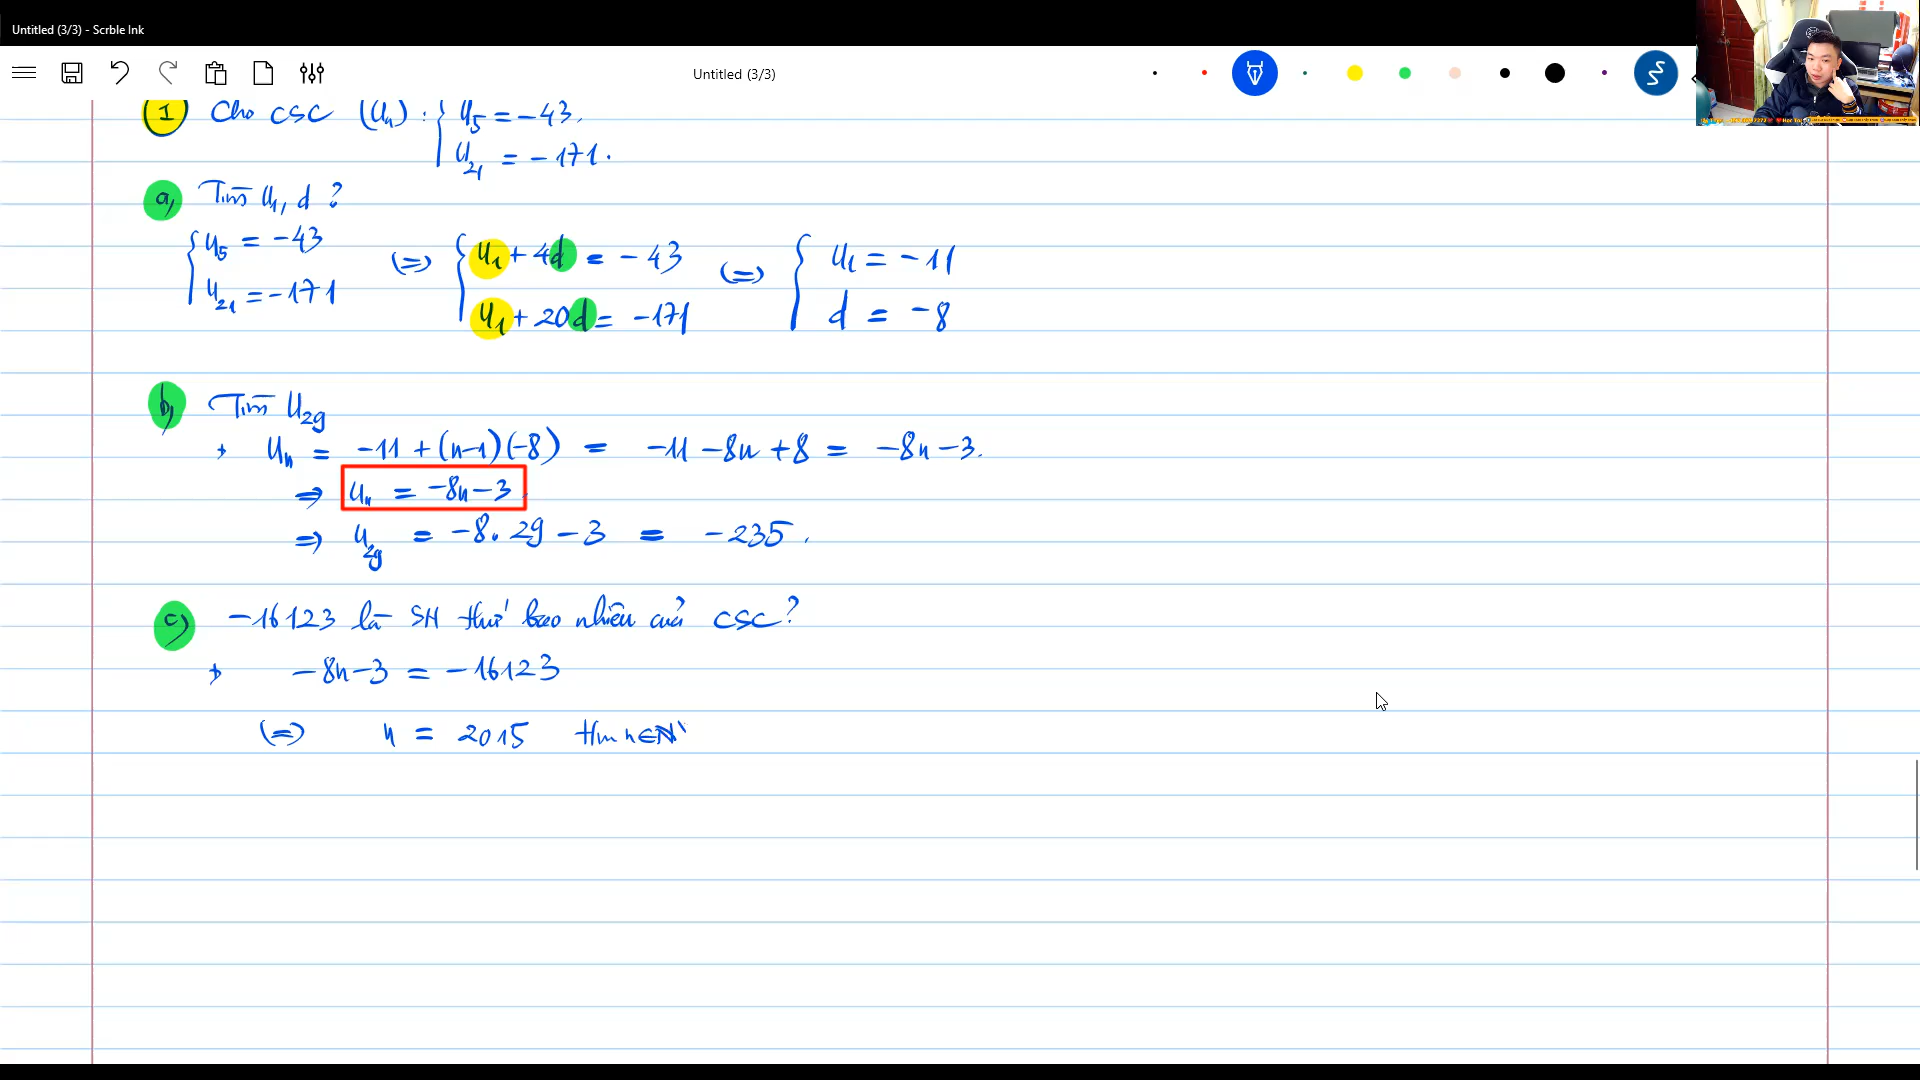 Untitled (3/3) - Scrble Ink
Untitled (3/3)
1 Cho CSC (Un) : { U5 = -43.
U21 = -171.
a, Tìm U1, d ?
{ U5 = -43 (=) { U1 + 4d = -43 (=) { U1 = -11
U21 = -171 U1 + 20d = -171 d = -8
b, Tìm U29
+ Un = -11 + (n-1)(-8) = -11 -8n +8 = -8n -3.
=> Un = -8n-3.
=> U29 = -8.29 - 3 = -235.
c) -16123 là SH thứ bao nhiêu của CSC?
+ -8n-3 = -16123
(=) n = 2015